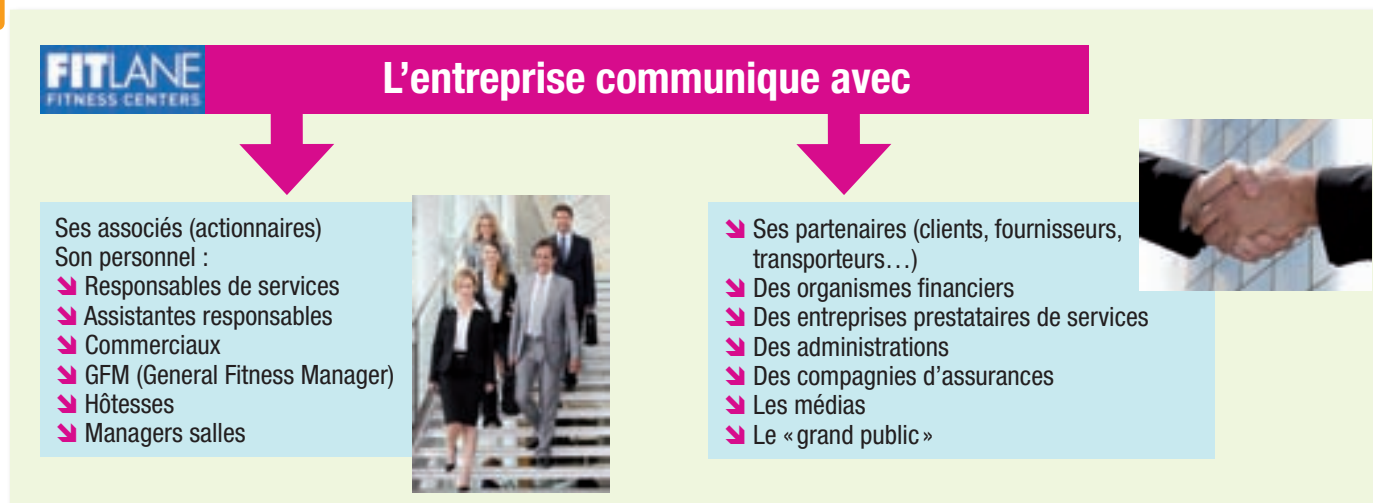 FITLANE
FITNESS CENTERS
L’entreprise communique avec
Ses associés (actionnaires)
Son personnel :
Responsables de services
Assistantes responsables
Commerciaux
GFM (General Fitness Manager)
Hôtesses
Managers salles
Ses partenaires (clients, fournisseurs,
transporteurs…)
Des organismes financiers
Des entreprises prestataires de services
Des administrations
Des compagnies d’assurances
Les médias
Le « grand public »